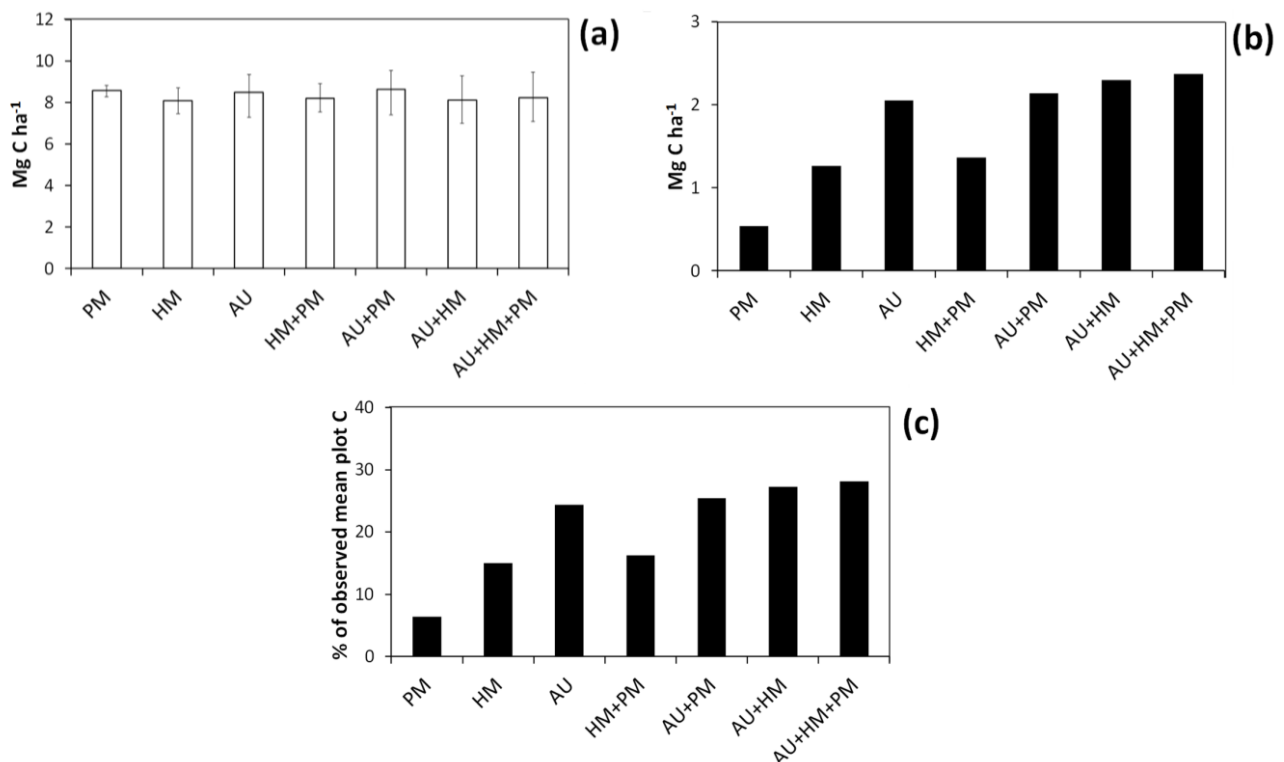 (a)
Mg C ha⁻¹
12
10
8
6
4
2
0
PM
HM
AU
HM+PM
AU+PM
AU+HM
AU+HM+PM
(b)
Mg C ha⁻¹
3
2
1
0
PM
HM
AU
HM+PM
AU+PM
AU+HM
AU+HM+PM
(c)
% of observed mean plot C
40
30
20
10
0
PM
HM
AU
HM+PM
AU+PM
AU+HM
AU+HM+PM